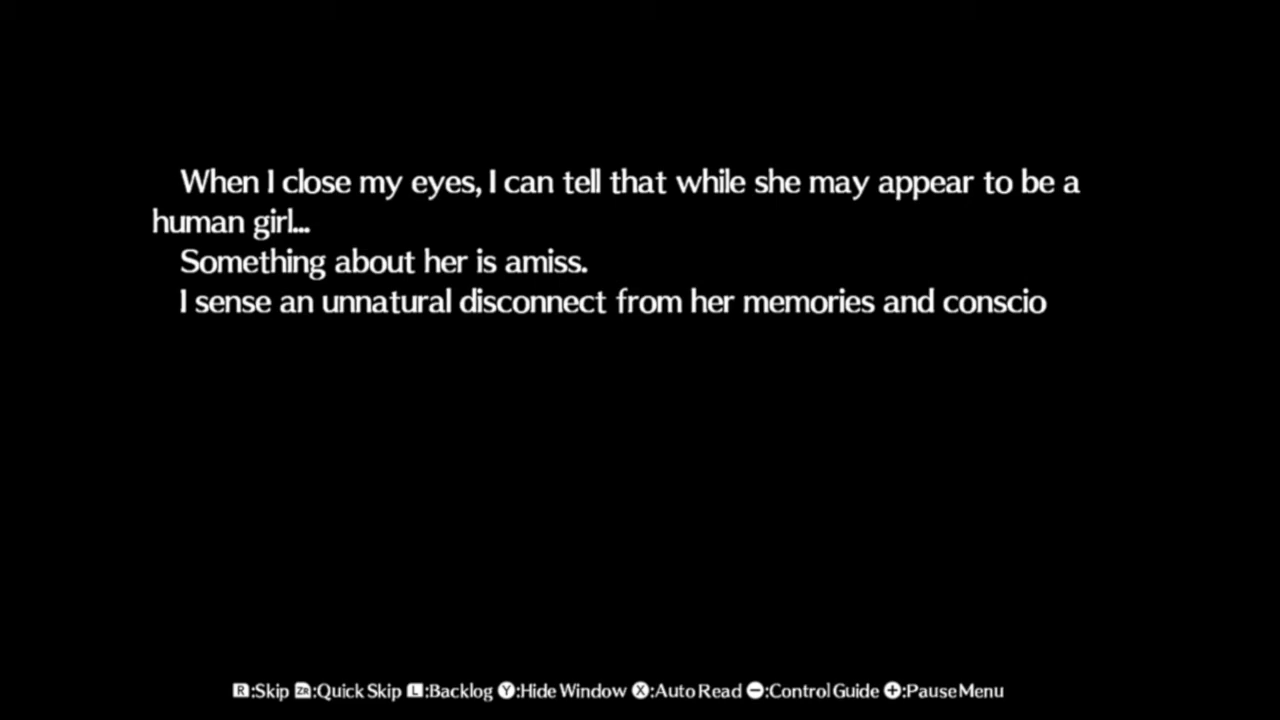 When I close my eyes, I can tell that while she may appear to be a
human girl...
Something about her is amiss.
I sense an unnatural disconnect from her memories and conscio
R:Skip ZR:Quick Skip L:Backlog Y:Hide Window X:Auto Read -:Control Guide +:Pause Menu